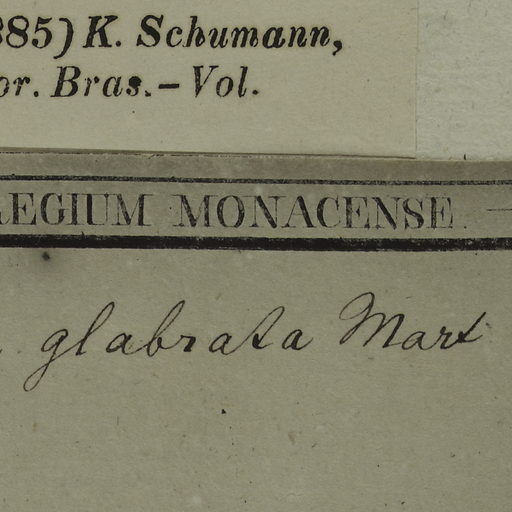 885) K. Schumann,
or. Bras.–Vol.
REGIUM MONACENSE
glabrata Mart